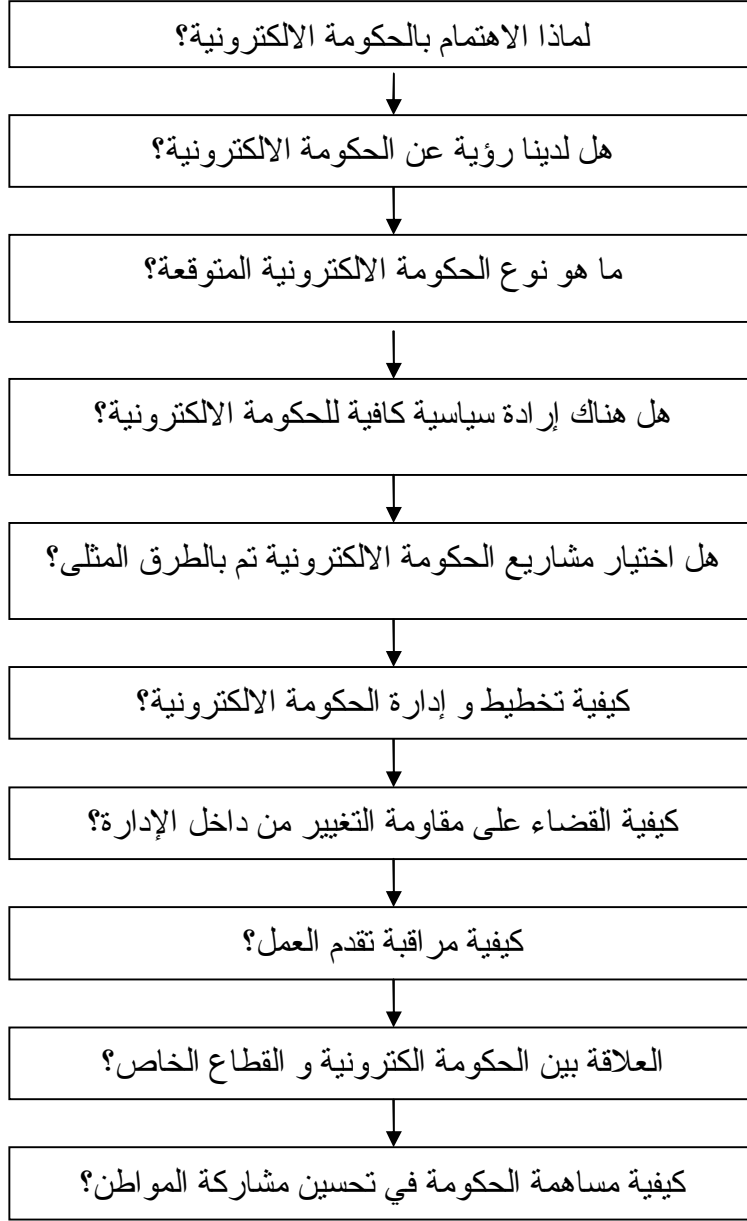 لماذا الاهتمام بالحكومة الالكترونية؟
هل لدينا رؤية عن الحكومة الالكترونية؟
ما هو نوع الحكومة الالكترونية المتوقعة؟
هل هناك إرادة سياسية كافية للحكومة الالكترونية؟
هل اختيار مشاريع الحكومة الالكترونية تم بالطرق المثلى؟
كيفية تخطيط و إدارة الحكومة الالكترونية؟
كيفية القضاء على مقاومة التغيير من داخل الإدارة؟
كيفية مراقبة تقدم العمل؟
العلاقة بين الحكومة الكترونية و القطاع الخاص؟
كيفية مساهمة الحكومة في تحسين مشاركة المواطن؟